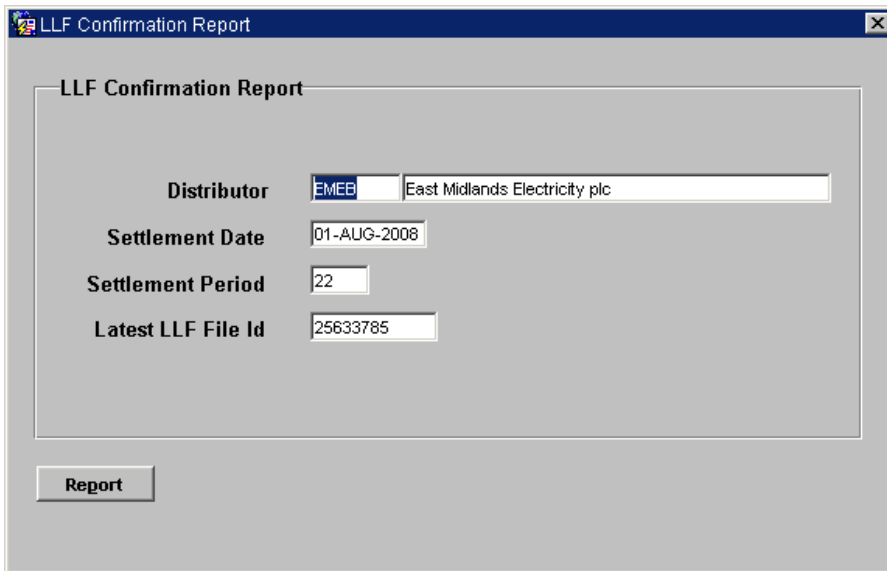 LLF Confirmation Report
LLF Confirmation Report
Distributor EMEB East Midlands Electricity plc
Settlement Date 01-AUG-2008
Settlement Period 22
Latest LLF File Id 25633785
Report